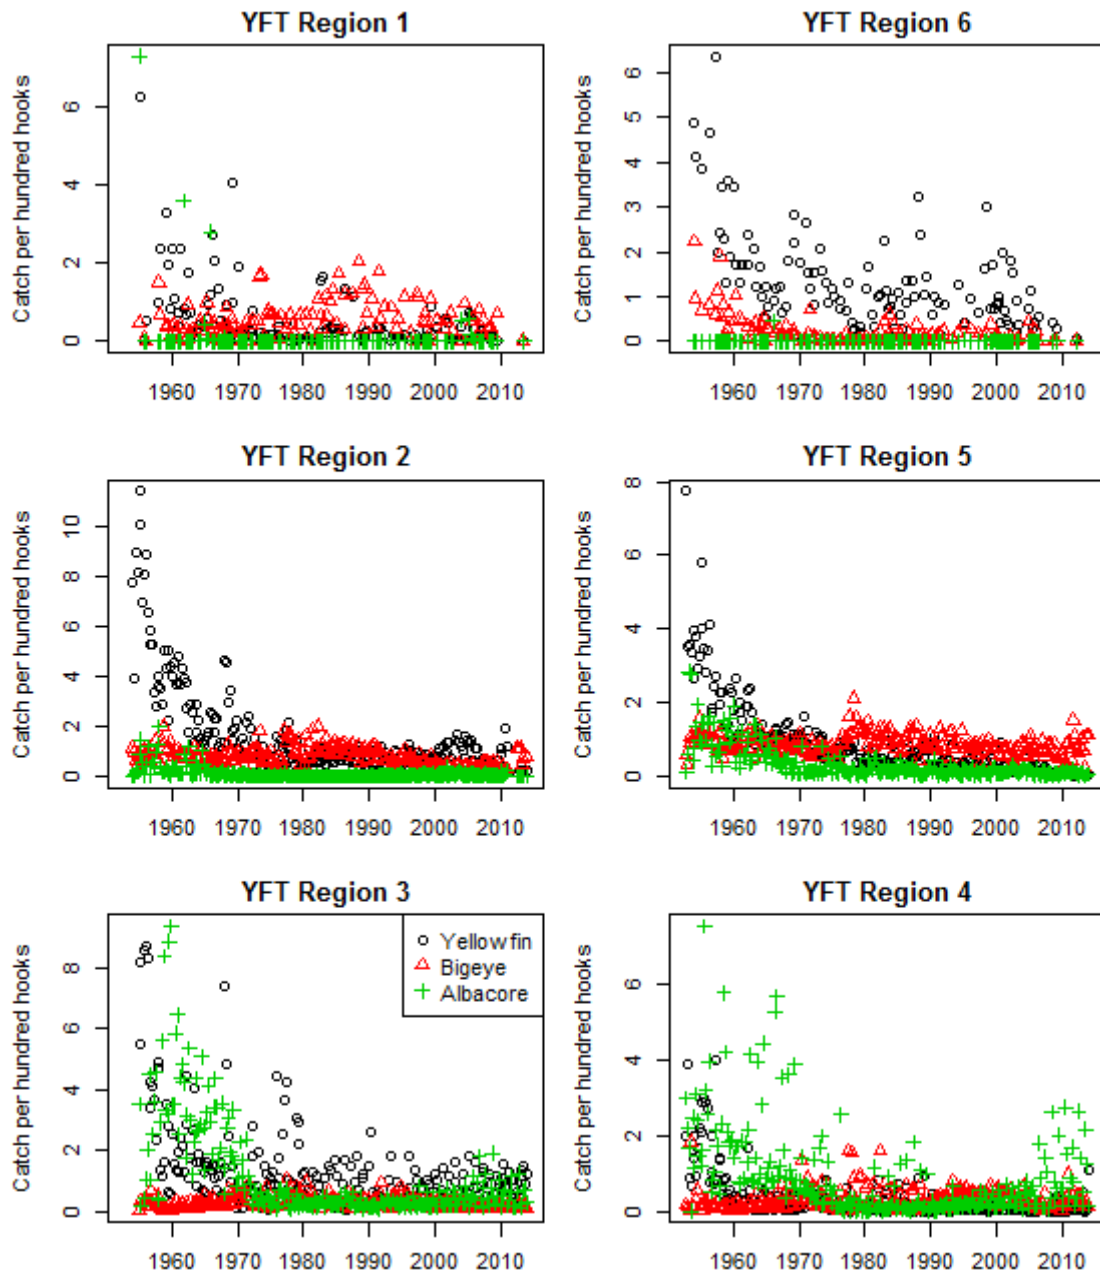 YFT Region 1
Catch per hundred hooks
6
4
2
0
1960 1970 1980 1990 2000 2010
YFT Region 6
Catch per hundred hooks
6
5
4
3
2
1
0
1960 1970 1980 1990 2000 2010
YFT Region 2
Catch per hundred hooks
10
8
6
4
2
0
1960 1970 1980 1990 2000 2010
YFT Region 5
Catch per hundred hooks
8
6
4
2
0
1960 1970 1980 1990 2000 2010
YFT Region 3
Catch per hundred hooks
8
6
4
2
0
Yellowfin
Bigeye
Albacore
1960 1970 1980 1990 2000 2010
YFT Region 4
Catch per hundred hooks
6
4
2
0
1960 1970 1980 1990 2000 2010